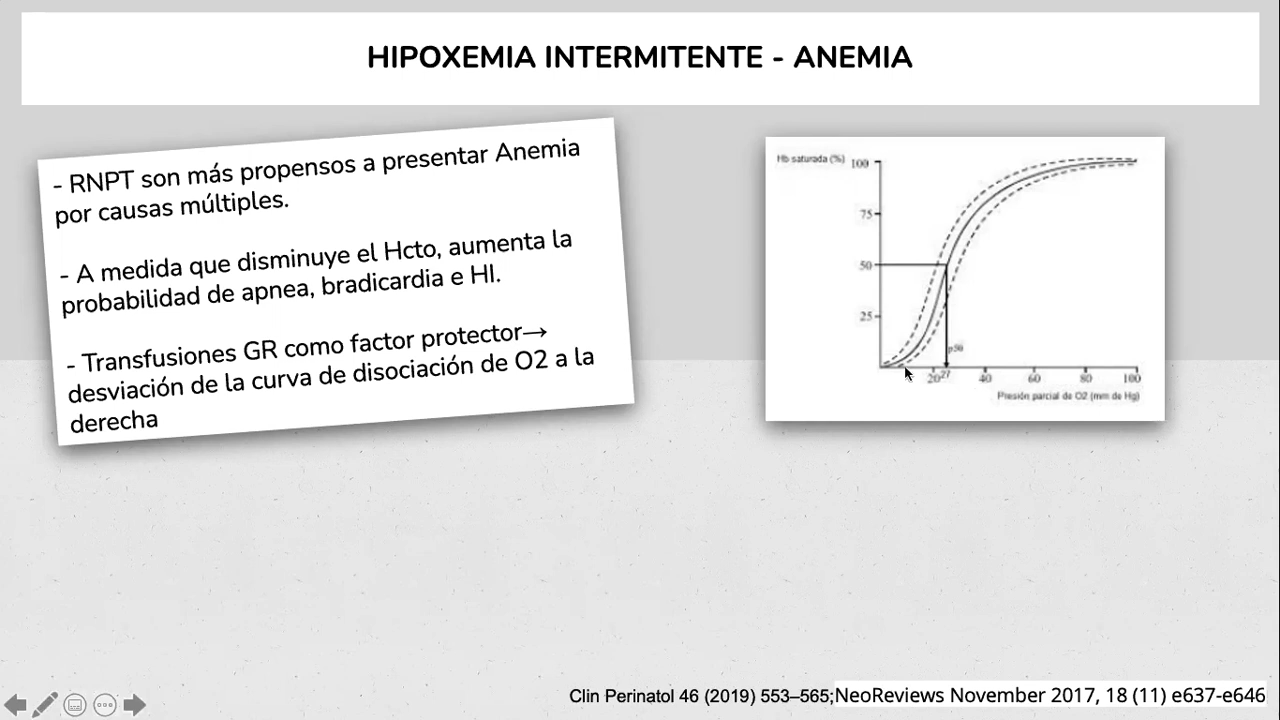 HIPOXEMIA INTERMITENTE - ANEMIA
- RNPT son más propensos a presentar Anemia
por causas múltiples.
- A medida que disminuye el Hcto, aumenta la
probabilidad de apnea, bradicardia e HI.
- Transfusiones GR como factor protector→
desviación de la curva de disociación de O2 a la
derecha
Hb saturada (%)
100
75
50
25
p50
20 27 40 60 80 100
Presión parcial de O2 (mm de Hg)
Clin Perinatol 46 (2019) 553–565;NeoReviews November 2017, 18 (11) e637-e646